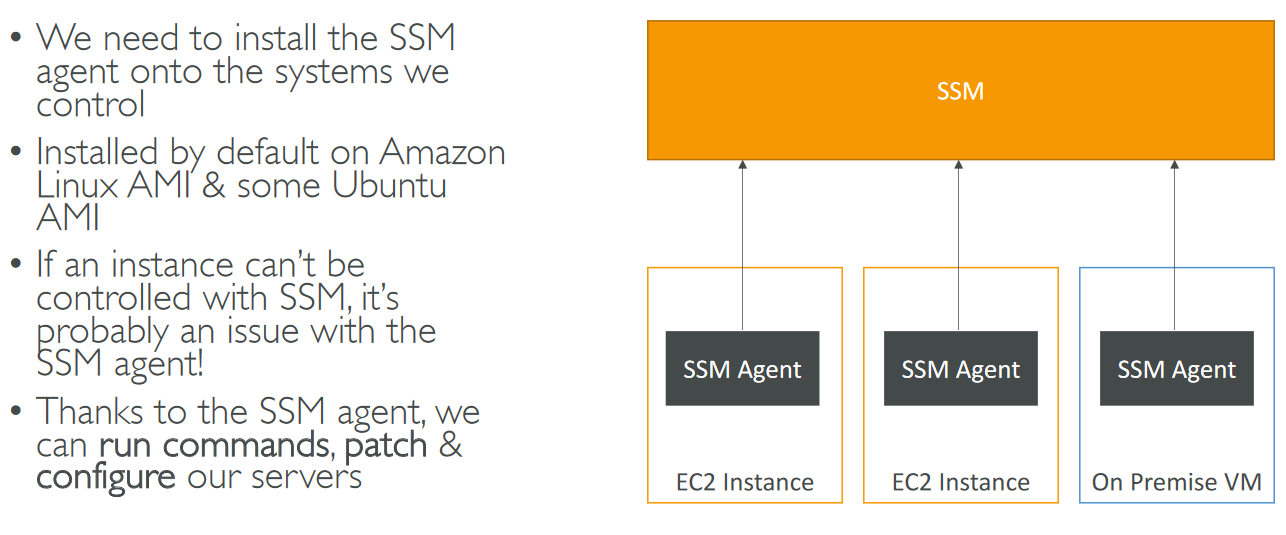 • We need to install the SSM
agent onto the systems we
control
• Installed by default on Amazon
Linux AMI & some Ubuntu
AMI
• If an instance can’t be
controlled with SSM, it’s
probably an issue with the
SSM agent!
• Thanks to the SSM agent, we
can run commands, patch &
configure our servers
SSM
SSM Agent
SSM Agent
SSM Agent
EC2 Instance
EC2 Instance
On Premise VM